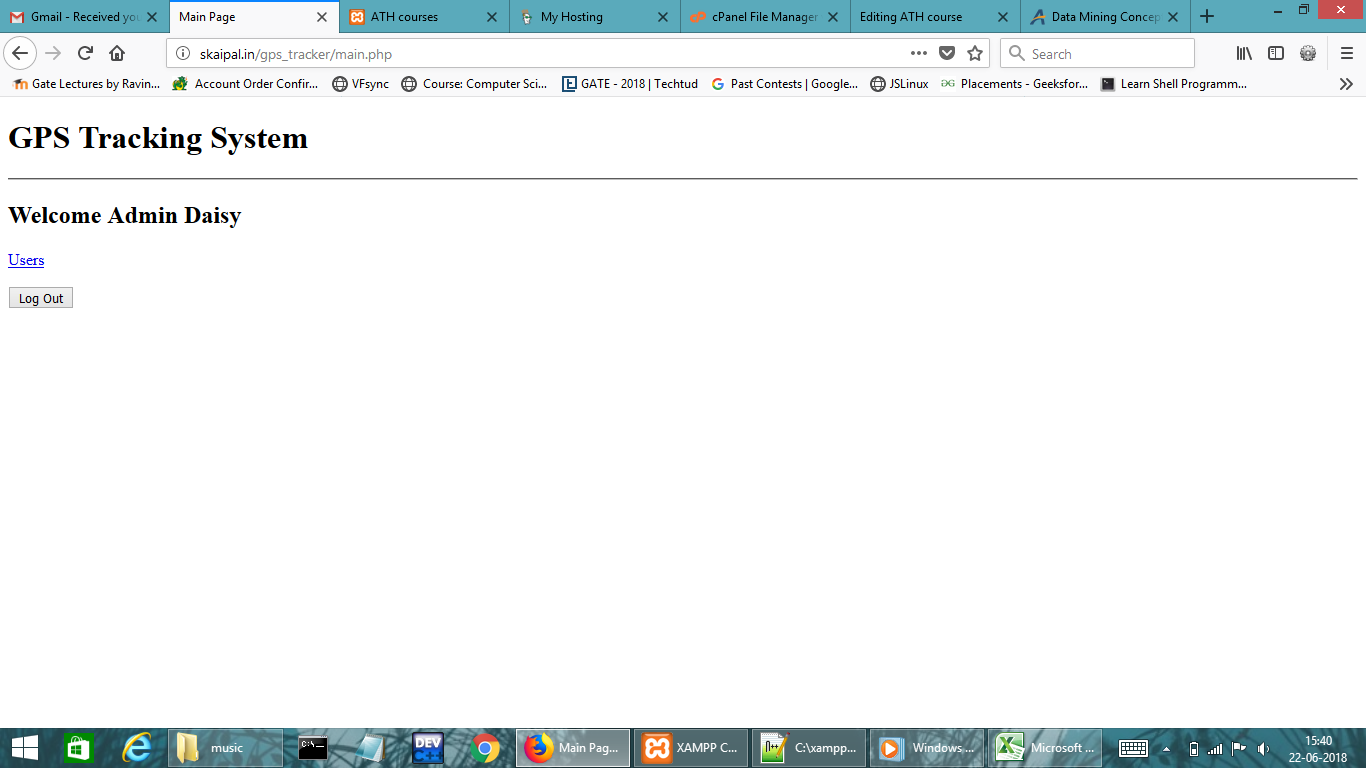 Gmail - Received you
Main Page
ATH courses
My Hosting
cPanel File Manager
Editing ATH course
Data Mining Concep
skaipal.in/gps_tracker/main.php
Search
Gate Lectures by Ravin...
Account Order Confir...
VFsync
Course: Computer Sci...
GATE - 2018 | Techtud
Past Contests | Google...
JSLinux
Placements - Geeksfor...
Learn Shell Programm...
GPS Tracking System
Welcome Admin Daisy
Users
Log Out
music
C:\
DEV
C++
Main Pag...
XAMPP C...
C:\xampp...
Windows ...
Microsoft ...
15:40
22-06-2018